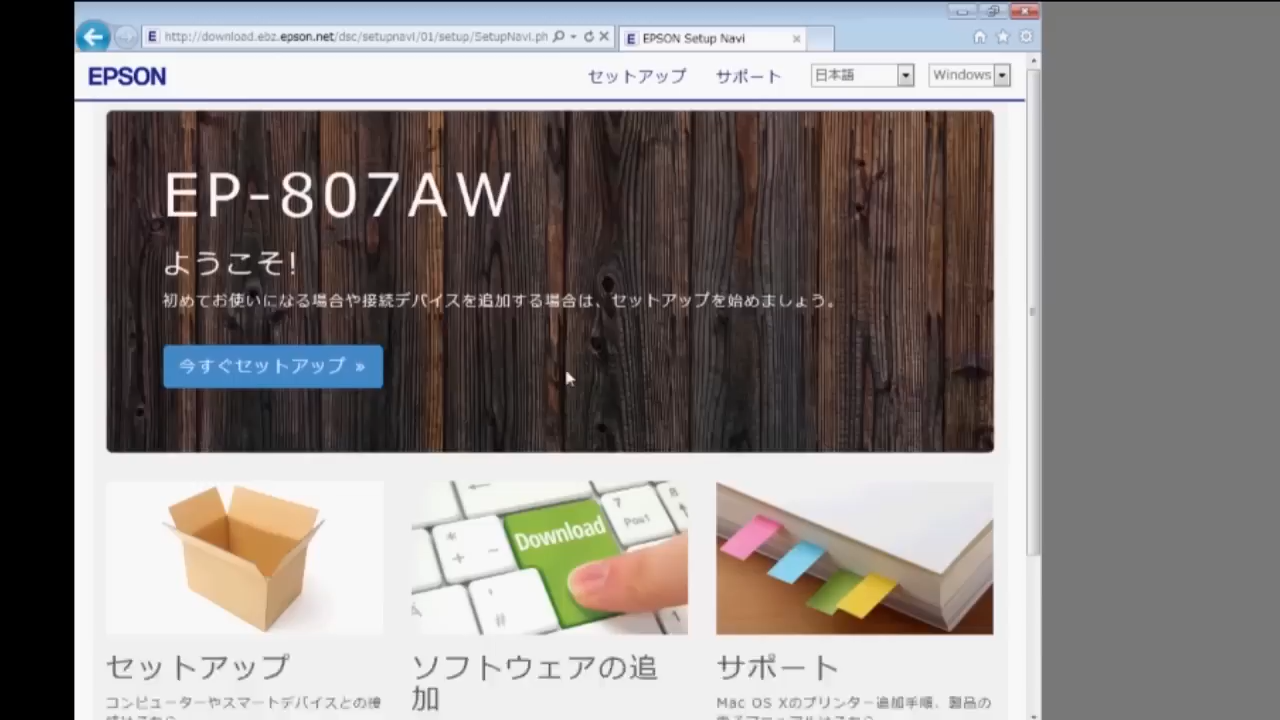 http://download.ebz.epson.net/dsc/setupnavi/01/setup/SetupNavi.ph
EPSON Setup Navi
EPSON
セットアップ
サポート
日本語
Windows
EP-807AW
ようこそ!
初めてお使いになる場合や接続デバイスを追加する場合は、セットアップを始めましょう。
今すぐセットアップ »
Download
7
Pos1
8
*
+
−
'
#
セットアップ
コンピューターやスマートデバイスとの接
ソフトウェアの追
加
サポート
Mac OS Xのプリンター追加手順、製品の